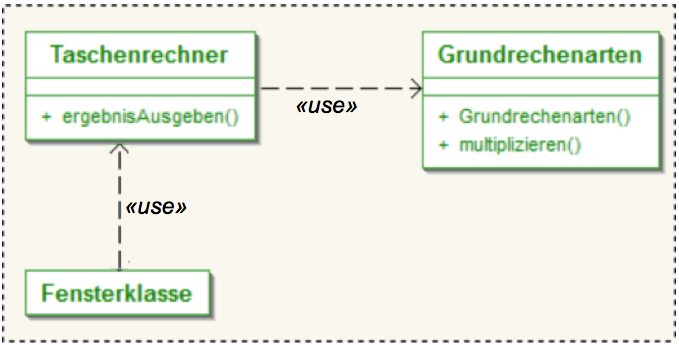 Taschenrechner
+ ergebnisAusgeben()
«use»
Grundrechenarten
+ Grundrechenarten()
+ multiplizieren()
«use»
Fensterklasse